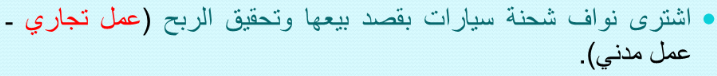 • اشترى نواف شحنة سيارات بقصد بيعها وتحقيق الربح (عمل تجاري -
عمل مدني).